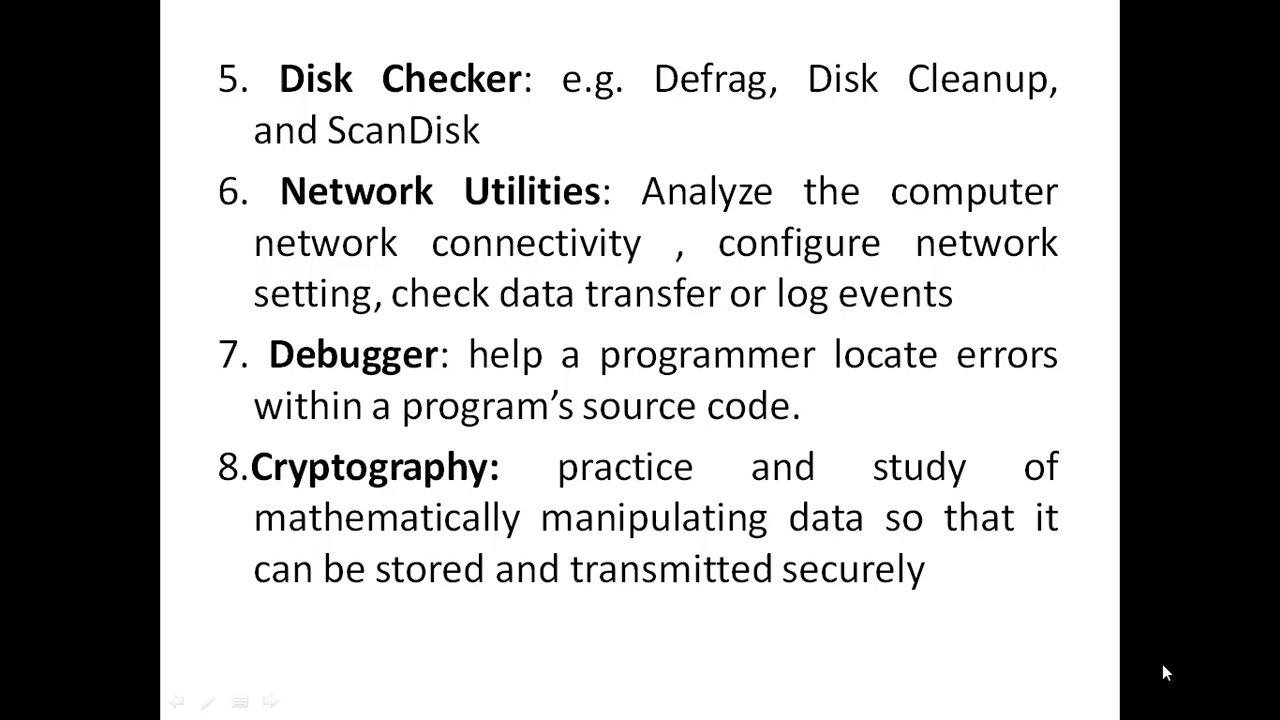 5. Disk Checker: e.g. Defrag, Disk Cleanup,
and ScanDisk
6. Network Utilities: Analyze the computer
network connectivity , configure network
setting, check data transfer or log events
7. Debugger: help a programmer locate errors
within a program’s source code.
8.Cryptography: practice and study of
mathematically manipulating data so that it
can be stored and transmitted securely